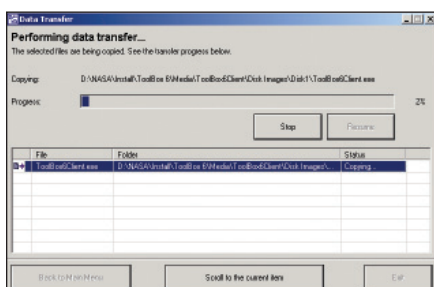 Data Transfer
Performing data transfer...
The selected files are being copied. See the transfer progress below.
Copying: D:\NASA\Install\ToolBox 6\Media\ToolBox6Client\Disk Images\Disk1\ToolBox6Client.exe
Progress: 2%
Stop Resume
File Folder Status
ToolBox6Client.exe D:\NASA\Install\ToolBox 6\Media\ToolBox6Client\Disk Images\... Copying...
Back to Main Menu Scroll to the current item Exit